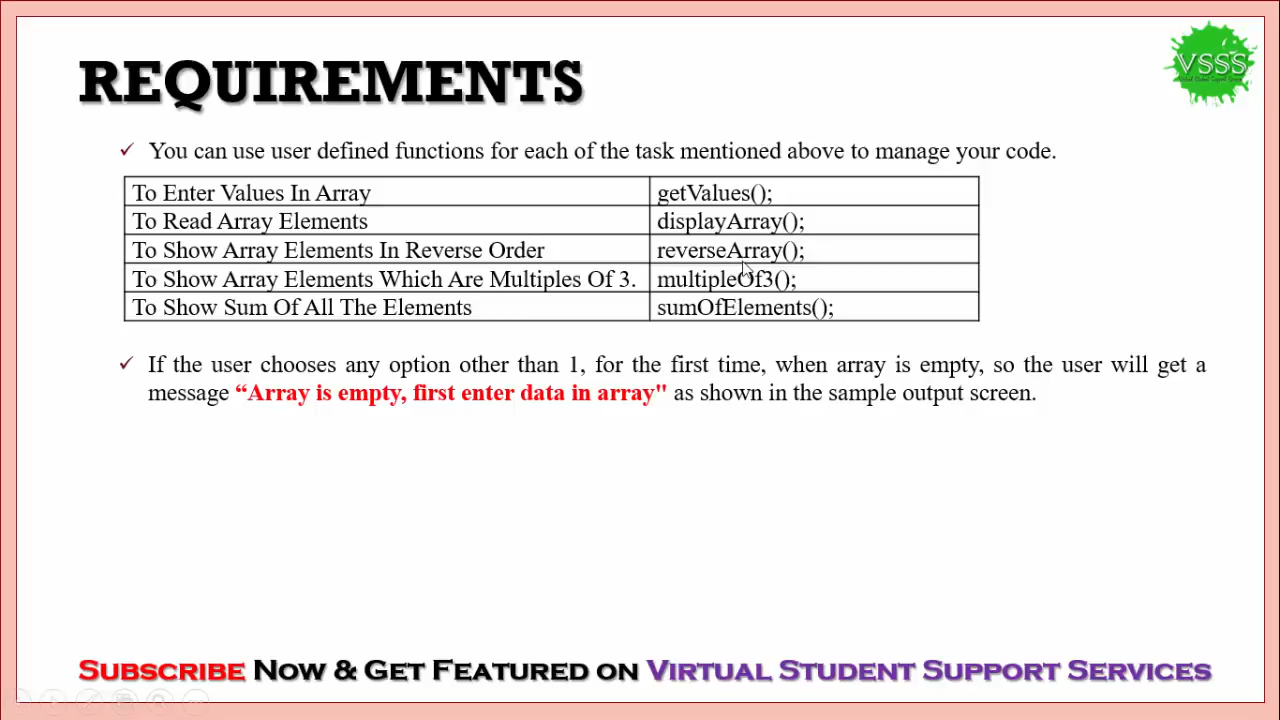 REQUIREMENTS
VSSS
✓ You can use user defined functions for each of the task mentioned above to manage your code.
To Enter Values In Array getValues();
To Read Array Elements displayArray();
To Show Array Elements In Reverse Order reverseArray();
To Show Array Elements Which Are Multiples Of 3. multipleOf3();
To Show Sum Of All The Elements sumOfElements();
✓ If the user chooses any option other than 1, for the first time, when array is empty, so the user will get a
message “Array is empty, first enter data in array" as shown in the sample output screen.
SUBSCRIBE NOW & GET FEATURED ON VIRTUAL STUDENT SUPPORT SERVICES